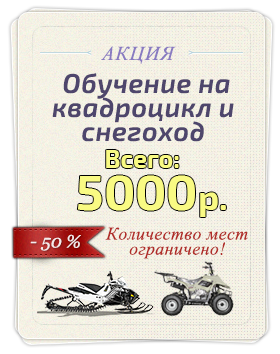 АКЦИЯ
Обучение на
квадроцикл и
снегоход
Всего:
5000р.
- 50 %
Количество мест
ограничено!